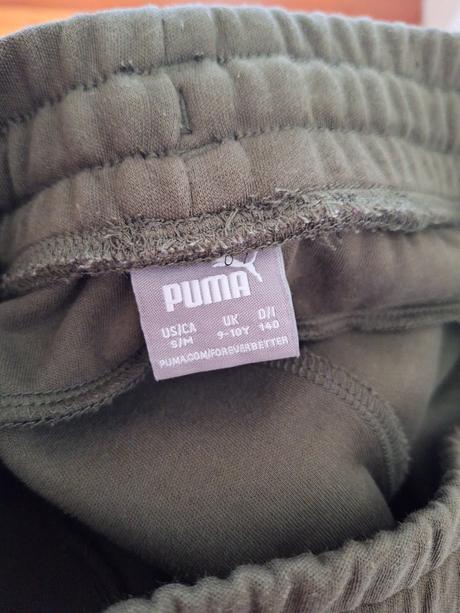 PUMA
US/CA UK D/I
S/M 9-10Y 140
PUMA.COM/FOREVERBETTER